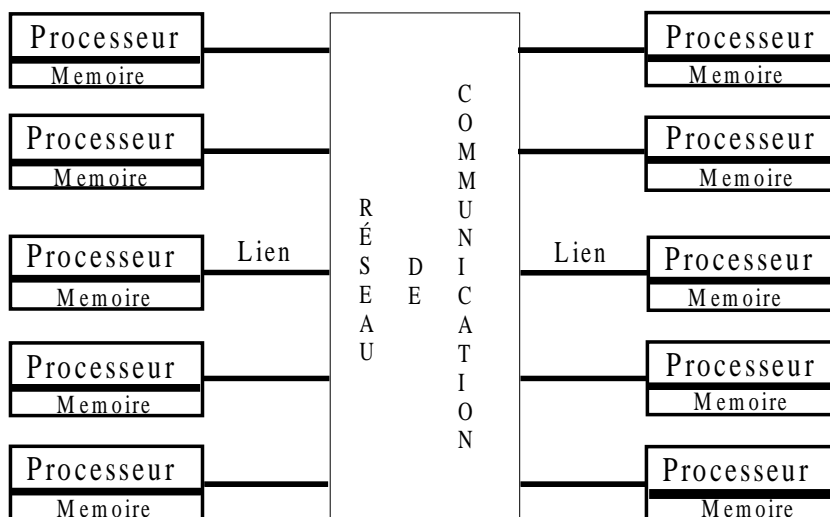 Processeur
Memoire
Processeur
Memoire
Processeur
Memoire
Processeur
Memoire
Processeur
Memoire
Lien
RÉSEAU
DE
COMMUNICATION
Lien
Processeur
Memoire
Processeur
Memoire
Processeur
Memoire
Processeur
Memoire
Processeur
Memoire